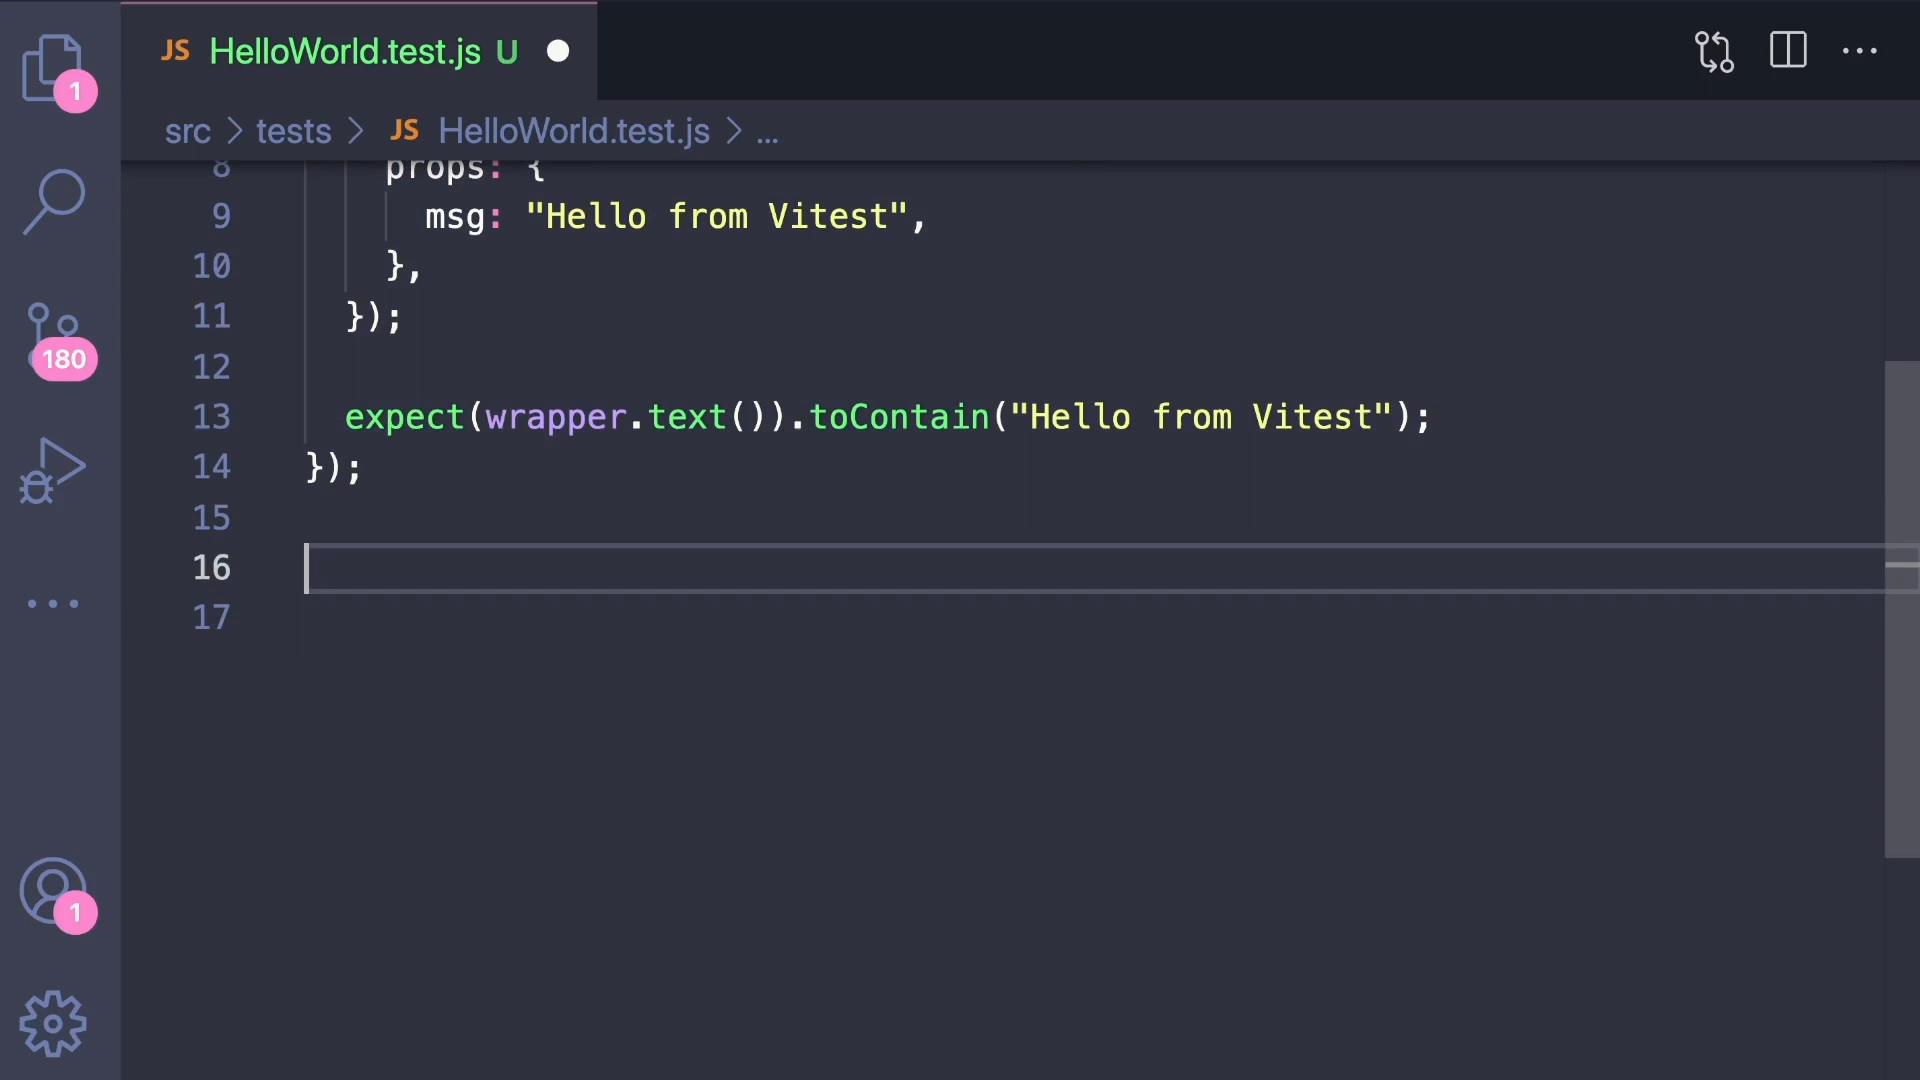 JS HelloWorld.test.js U
1
src > tests > JS HelloWorld.test.js > ...
8 props: {
9 msg: "Hello from Vitest",
10 },
11 });
180
12
13 expect(wrapper.text()).toContain("Hello from Vitest");
14 });
15
16
17
1